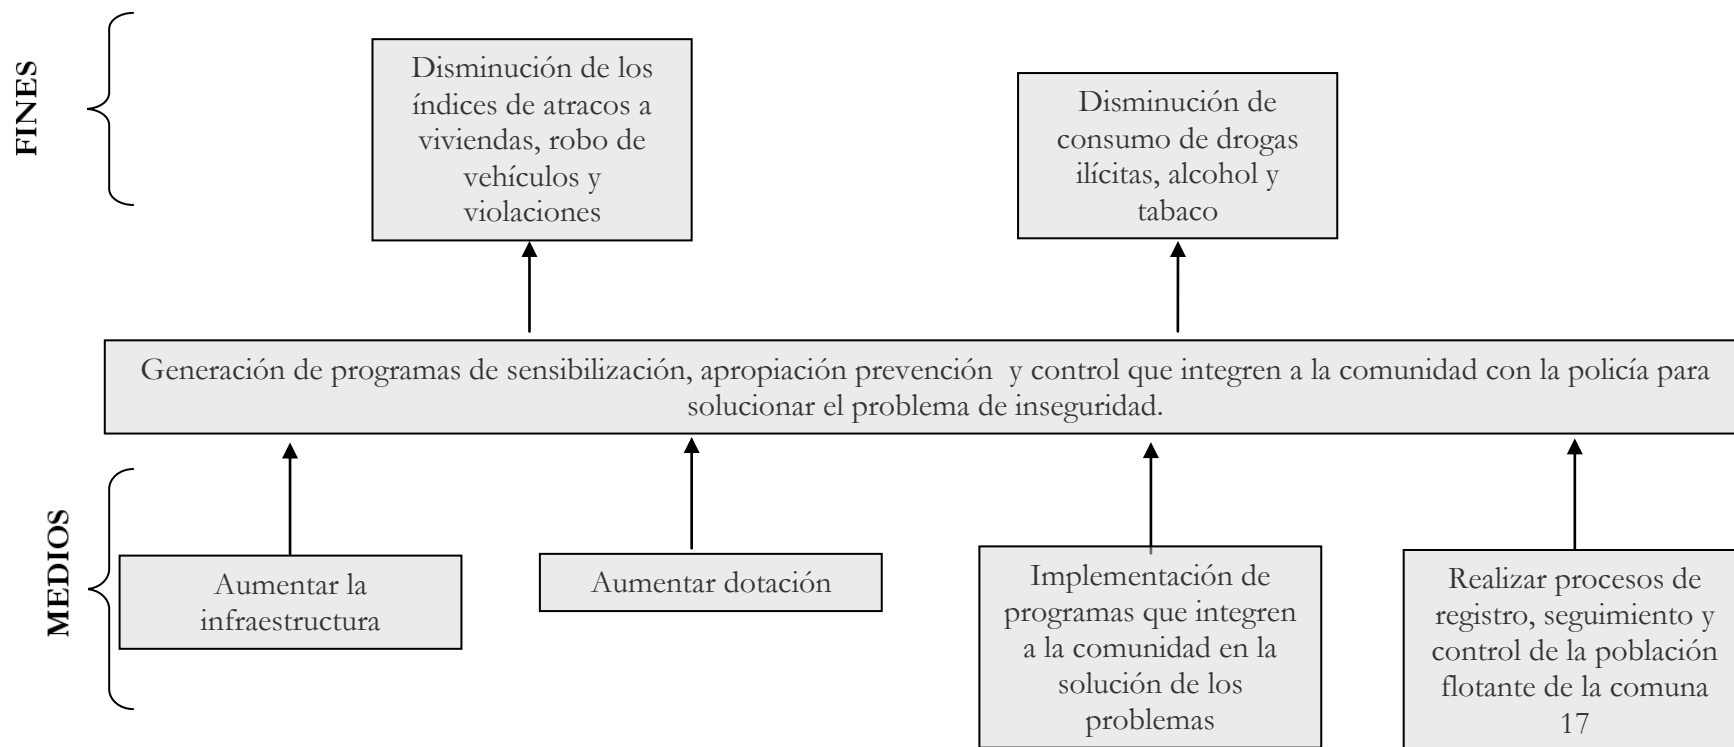 FINES
Disminución de los
índices de atracos a
viviendas, robo de
vehículos y
violaciones
Disminución de
consumo de drogas
ilícitas, alcohol y
tabaco
Generación de programas de sensibilización, apropiación prevención  y control que integren a la comunidad con la policía para
solucionar el problema de inseguridad.
MEDIOS
Aumentar la
infraestructura
Aumentar dotación
Implementación de
programas que integren
a la comunidad en la
solución de los
problemas
Realizar procesos de
registro, seguimiento y
control de la población
flotante de la comuna
17